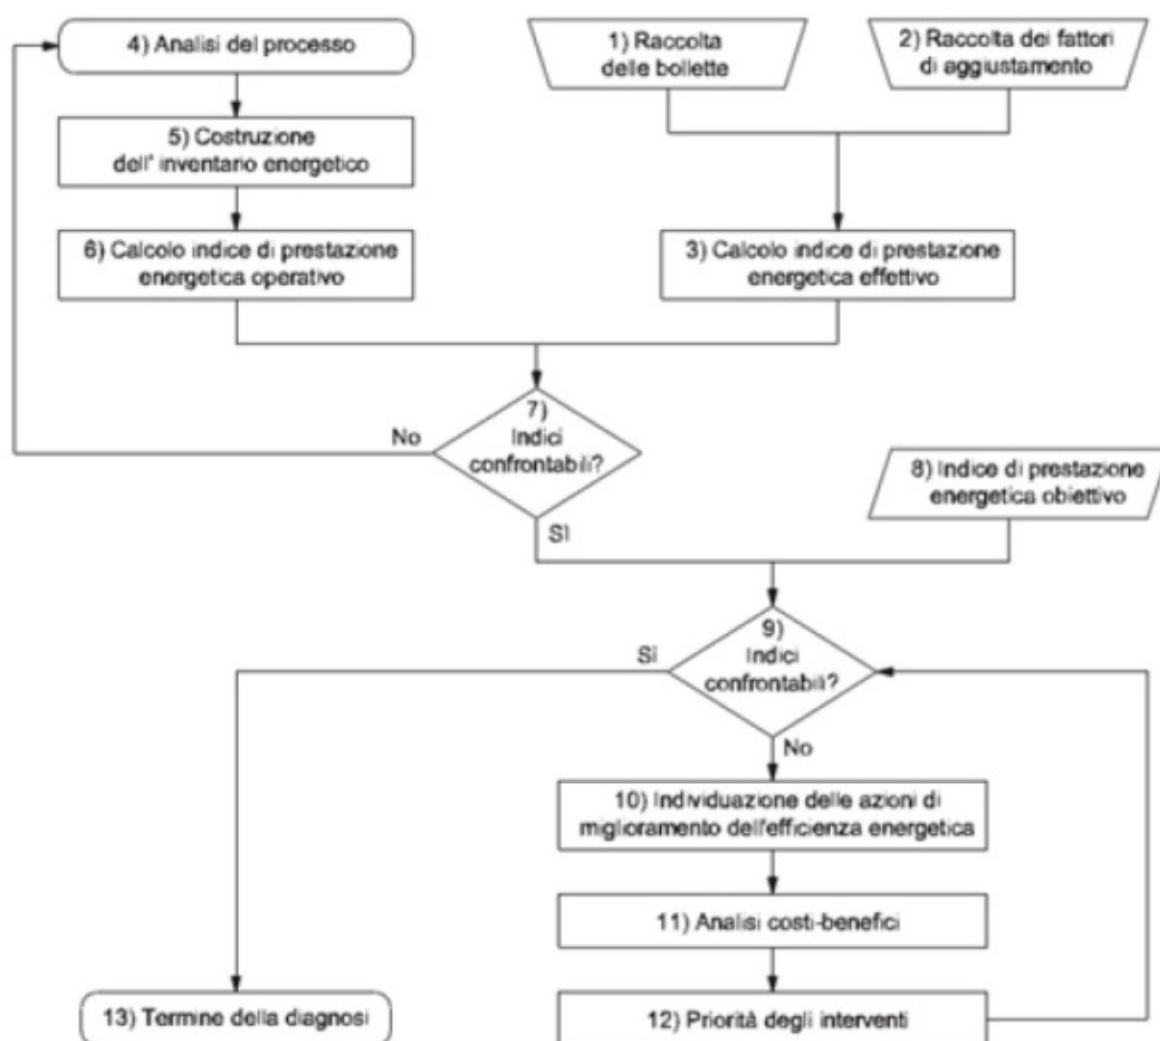 4) Analisi del processo
1) Raccolta
delle bollette
2) Raccolta dei fattori
di aggiustamento
5) Costruzione
dell' inventario energetico
6) Calcolo indice di prestazione
energetica operativo
3) Calcolo indice di prestazione
energetica effettivo
7)
Indici
confrontabili?
No
Sì
8) Indice di prestazione
energetica obiettivo
9)
Indici
confrontabili?
Sì
No
10) Individuazione delle azioni di
miglioramento dell'efficienza energetica
11) Analisi costi-benefici
12) Priorità degli interventi
13) Termine della diagnosi